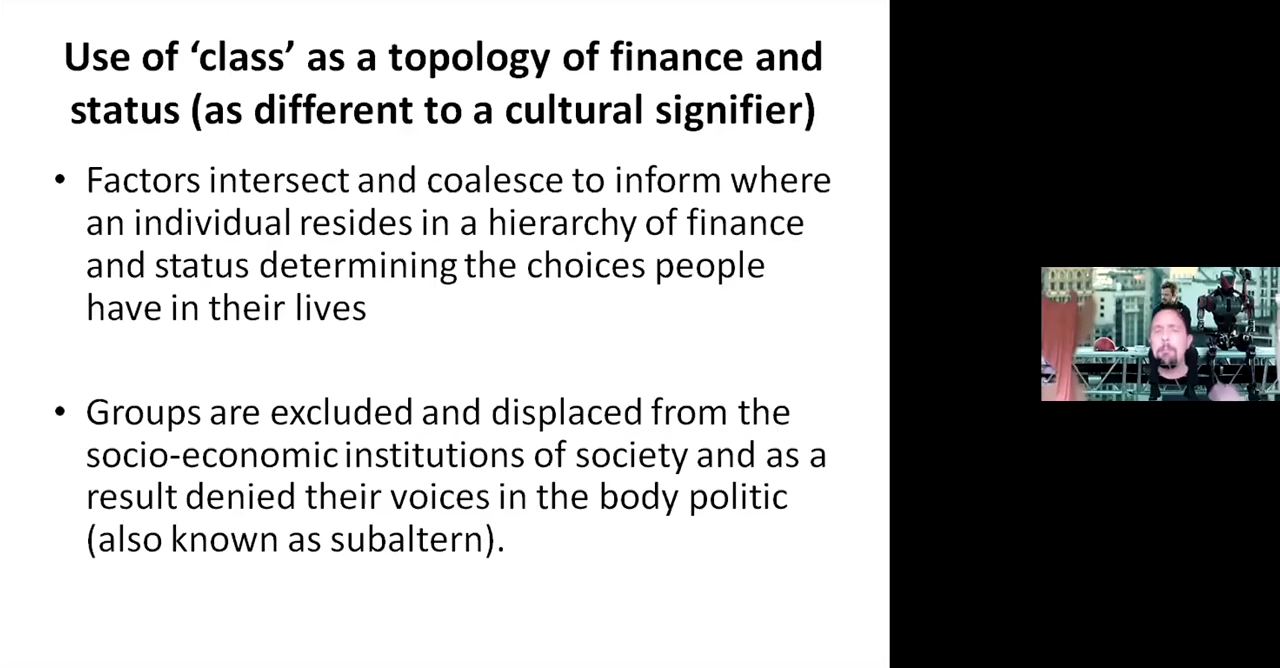 Use of ‘class’ as a topology of finance and
status (as different to a cultural signifier)
• Factors intersect and coalesce to inform where
an individual resides in a hierarchy of finance
and status determining the choices people
have in their lives
• Groups are excluded and displaced from the
socio-economic institutions of society and as a
result denied their voices in the body politic
(also known as subaltern).